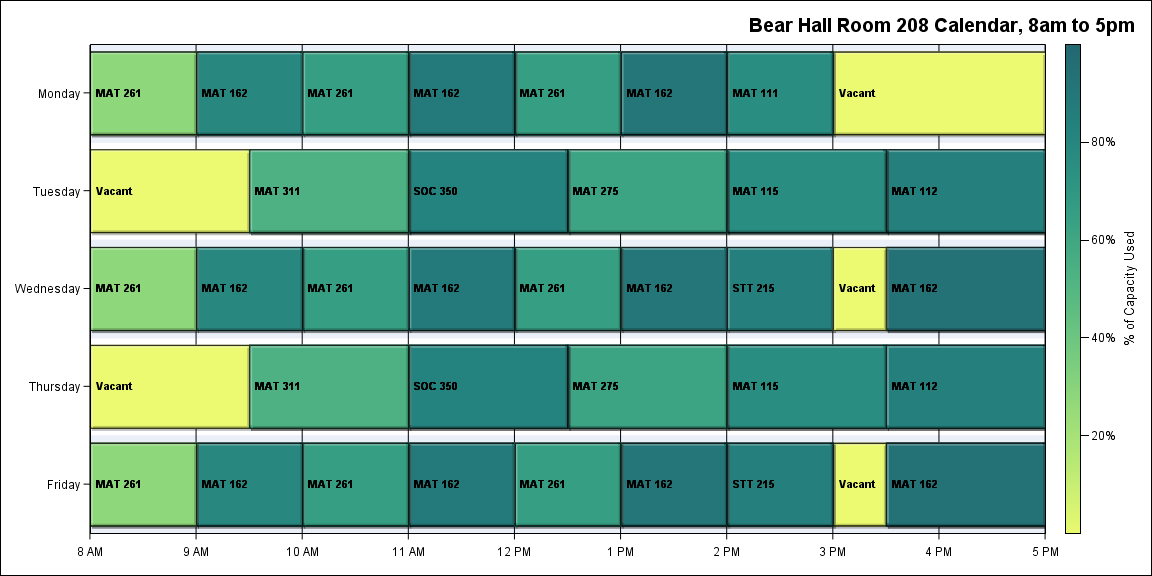 Bear Hall Room 208 Calendar, 8am to 5pm
Monday
MAT 261
MAT 162
MAT 261
MAT 162
MAT 261
MAT 162
MAT 111
Vacant
Tuesday
Vacant
MAT 311
SOC 350
MAT 275
MAT 115
MAT 112
Wednesday
MAT 261
MAT 162
MAT 261
MAT 162
MAT 261
MAT 162
STT 215
Vacant
MAT 162
Thursday
Vacant
MAT 311
SOC 350
MAT 275
MAT 115
MAT 112
Friday
MAT 261
MAT 162
MAT 261
MAT 162
MAT 261
MAT 162
STT 215
Vacant
MAT 162
8 AM
9 AM
10 AM
11 AM
12 PM
1 PM
2 PM
3 PM
4 PM
5 PM
80%
60%
40%
20%
% of Capacity Used